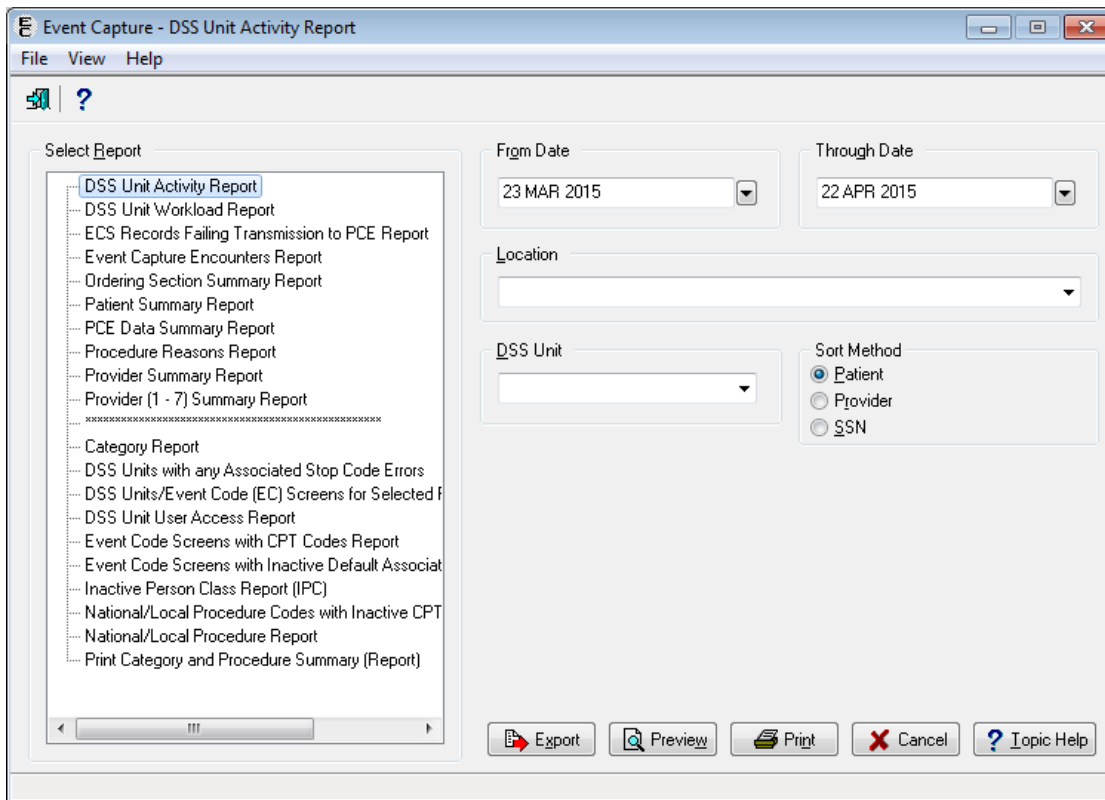 Event Capture - DSS Unit Activity Report
File View Help
Select Report
DSS Unit Activity Report
DSS Unit Workload Report
ECS Records Failing Transmission to PCE Report
Event Capture Encounters Report
Ordering Section Summary Report
Patient Summary Report
PCE Data Summary Report
Procedure Reasons Report
Provider Summary Report
Provider (1 - 7) Summary Report
**************************************************
Category Report
DSS Units with any Associated Stop Code Errors
DSS Units/Event Code (EC) Screens for Selected
DSS Unit User Access Report
Event Code Screens with CPT Codes Report
Event Code Screens with Inactive Default Associat
Inactive Person Class Report (IPC)
National/Local Procedure Codes with Inactive CPT
National/Local Procedure Report
Print Category and Procedure Summary (Report)
From Date
23 MAR 2015
Through Date
22 APR 2015
Location
DSS Unit
Sort Method
Patient
Provider
SSN
Export Preview Print Cancel ? Topic Help